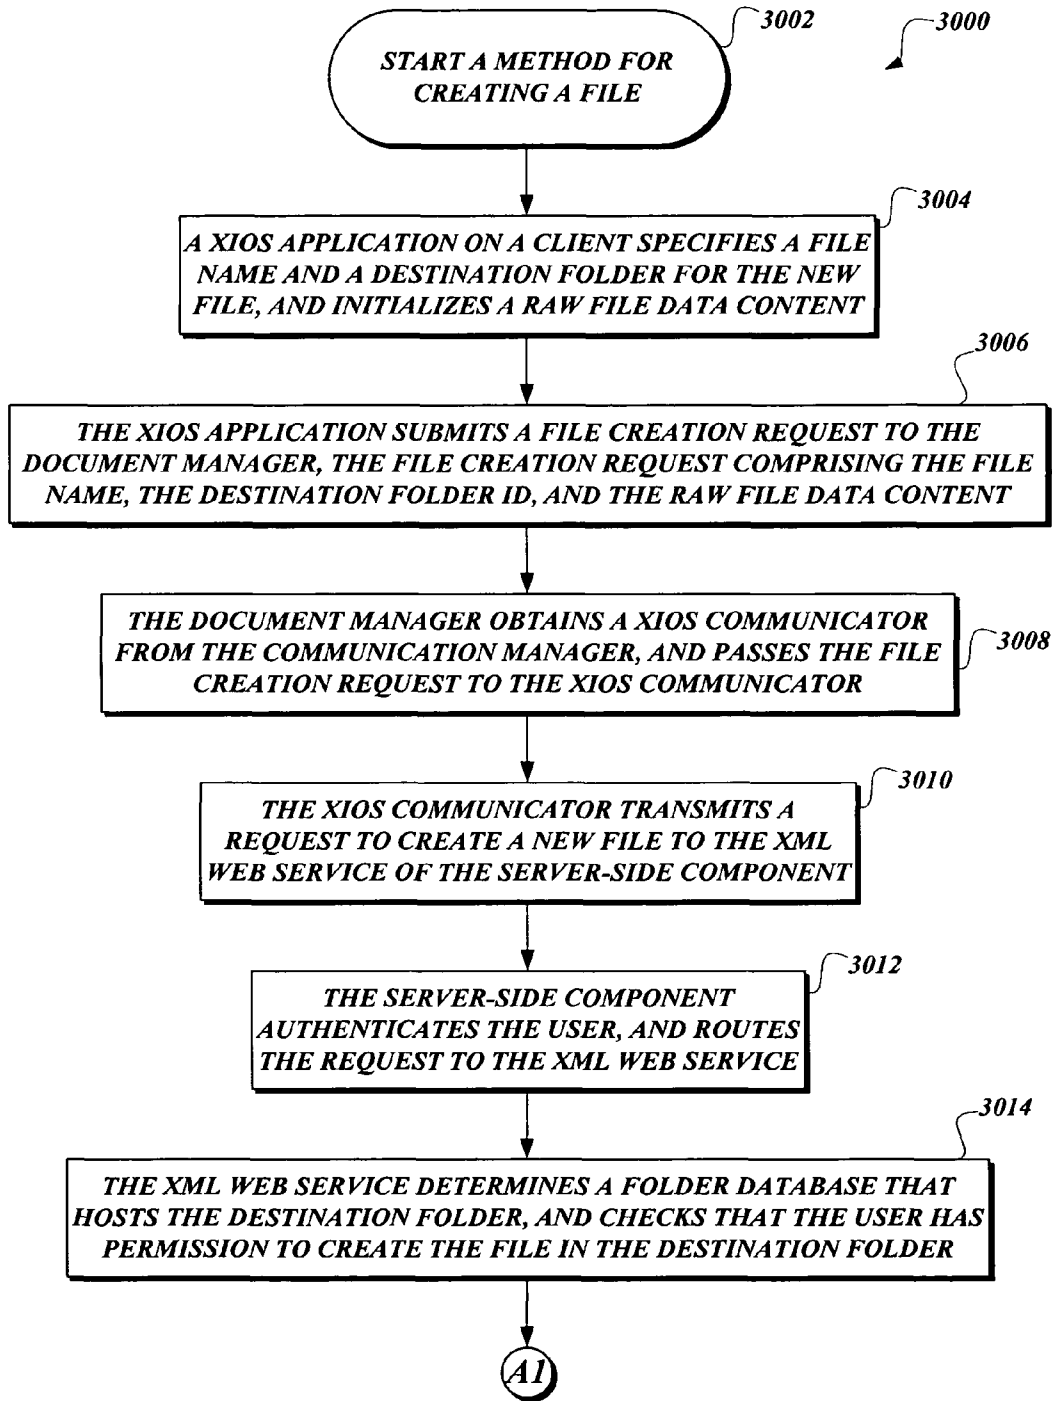 3002
3000
START A METHOD FOR
CREATING A FILE
3004
A XIOS APPLICATION ON A CLIENT SPECIFIES A FILE
NAME AND A DESTINATION FOLDER FOR THE NEW
FILE, AND INITIALIZES A RAW FILE DATA CONTENT
3006
THE XIOS APPLICATION SUBMITS A FILE CREATION REQUEST TO THE
DOCUMENT MANAGER, THE FILE CREATION REQUEST COMPRISING THE FILE
NAME, THE DESTINATION FOLDER ID, AND THE RAW FILE DATA CONTENT
3008
THE DOCUMENT MANAGER OBTAINS A XIOS COMMUNICATOR
FROM THE COMMUNICATION MANAGER, AND PASSES THE FILE
CREATION REQUEST TO THE XIOS COMMUNICATOR
3010
THE XIOS COMMUNICATOR TRANSMITS A
REQUEST TO CREATE A NEW FILE TO THE XML
WEB SERVICE OF THE SERVER-SIDE COMPONENT
3012
THE SERVER-SIDE COMPONENT
AUTHENTICATES THE USER, AND ROUTES
THE REQUEST TO THE XML WEB SERVICE
3014
THE XML WEB SERVICE DETERMINES A FOLDER DATABASE THAT
HOSTS THE DESTINATION FOLDER, AND CHECKS THAT THE USER HAS
PERMISSION TO CREATE THE FILE IN THE DESTINATION FOLDER
A1